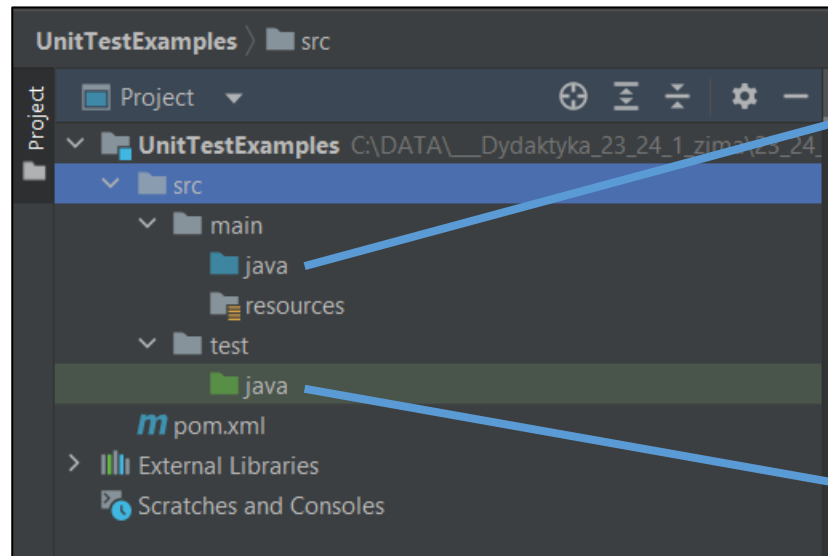 UnitTestExamples src
Project
Project
UnitTestExamples C:\DATA\___Dydaktyka_23_24_1_zima\23_24_
src
main
java
resources
test
java
m pom.xml
External Libraries
Scratches and Consoles